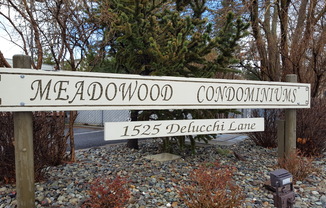 MEADOWOOD CONDOMINIUMS
1525 Delucchi Lane